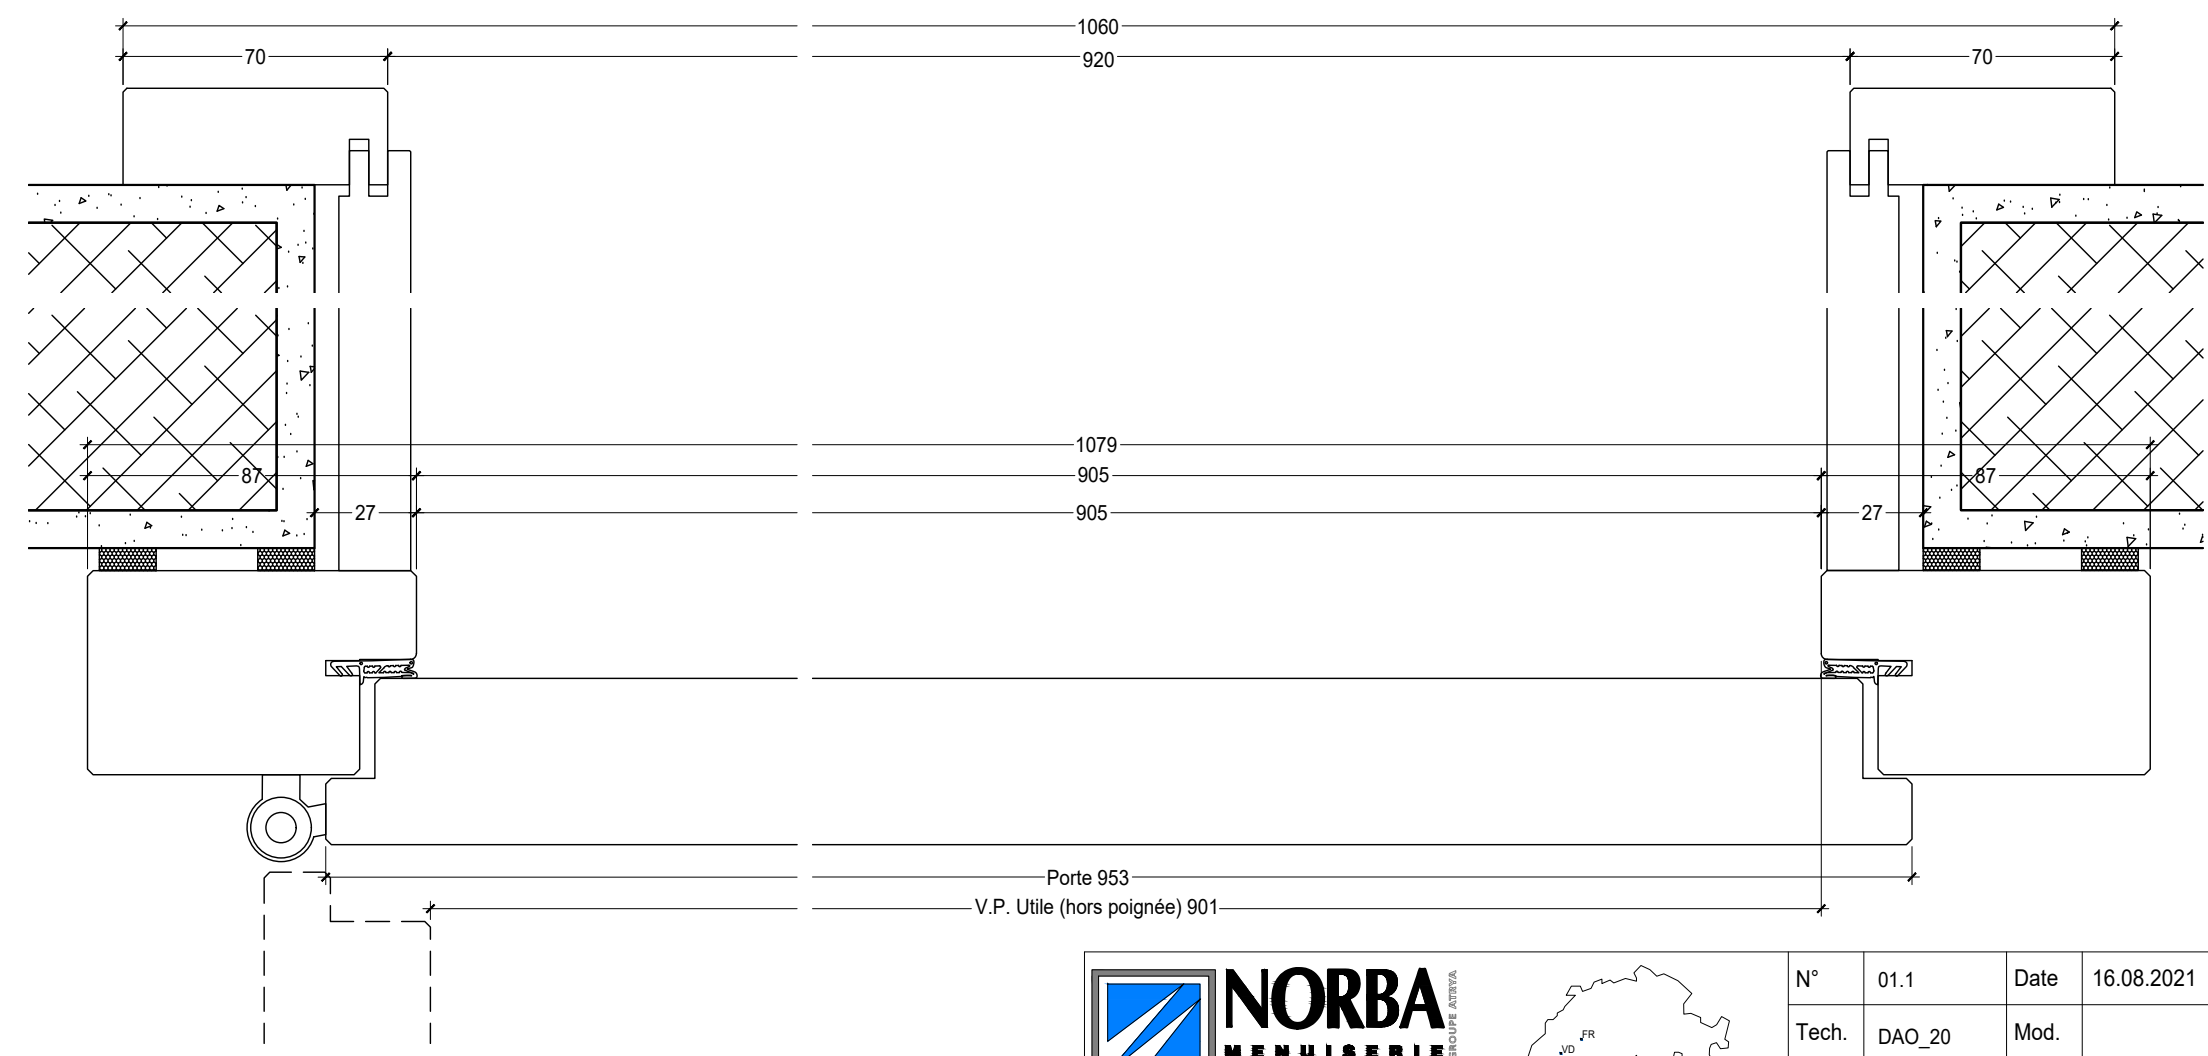 1060
70 920 70
1079
87 905 87
27 905 27
Porte 953
V.P. Utile (hors poignée) 901
NORBA
MENUISERIE
GROUPE ATRYA
FR
VD
N° 01.1 Date 16.08.2021
Tech. DAO_20 Mod.